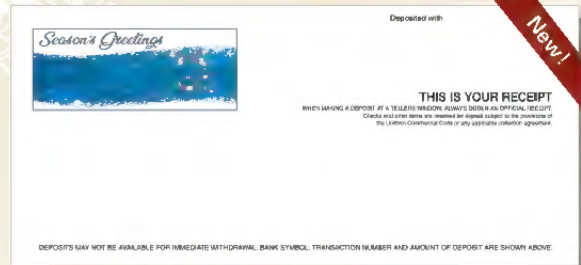 Deposited with
New!
Season's Greetings
THIS IS YOUR RECEIPT
WHEN MAKING A DEPOSIT AT A TELLERS WINDOW, ALWAYS OBTAIN AN OFFICIAL RECEIPT.
Checks and other items are received for deposit subject to the provisions of
the Uniform Commercial Code or any applicable collection agreement.
DEPOSITS MAY NOT BE AVAILABLE FOR IMMEDIATE WITHDRAWAL. BANK SYMBOL, TRANSACTION NUMBER AND AMOUNT OF DEPOSIT ARE SHOWN ABOVE.